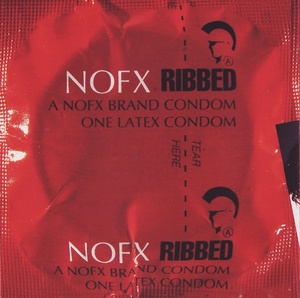 NOFX RIBBED
A NOFX BRAND CONDOM
ONE LATEX CONDOM
TEAR
HERE
NOFX RIBBED
A NOFX BRAND CONDOM
ONE LATEX CONDOM